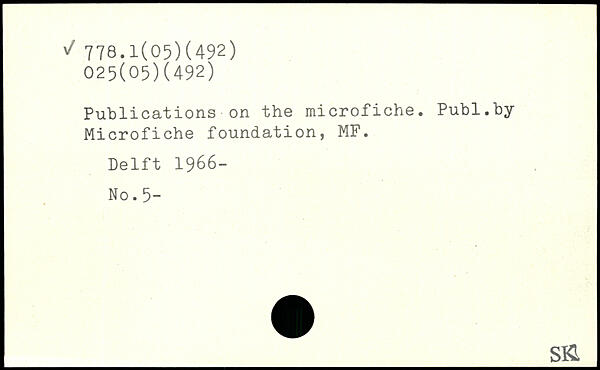 ✓ 778.1(05)(492)
025(05)(492)
Publications on the microfiche. Publ.by
Microfiche foundation, MF.
Delft 1966-
No.5-
SK